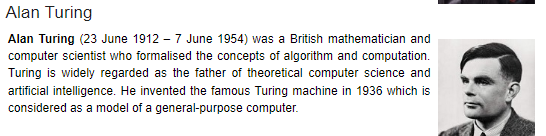 Alan Turing
Alan Turing (23 June 1912 – 7 June 1954) was a British mathematician and
computer scientist who formalised the concepts of algorithm and computation.
Turing is widely regarded as the father of theoretical computer science and
artificial intelligence. He invented the famous Turing machine in 1936 which is
considered as a model of a general-purpose computer.